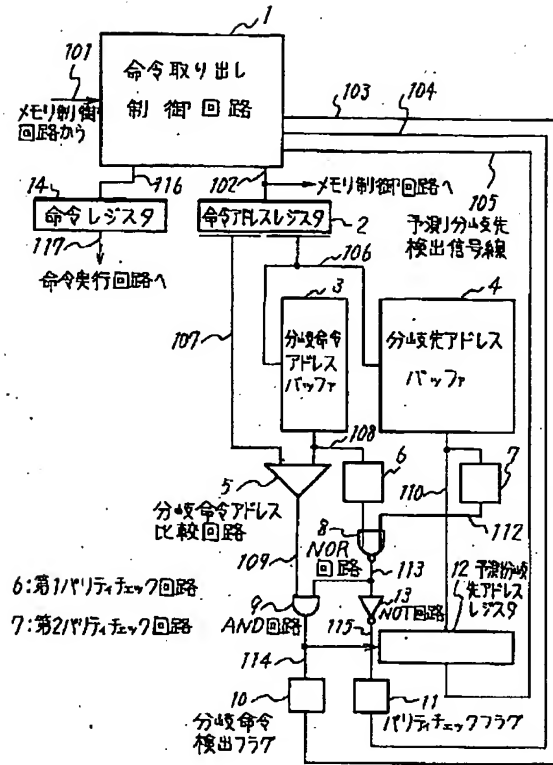 1
101
命令取り出し
制御回路
メモリ制御
回路から
103
104
14
116
102
メモリ制御回路へ
105
命令レジスタ
命令アドレスレジスタ
2
117
命令実行回路へ
予測分岐先
検出信号線
106
3
4
107
分岐命令
アドレス
バッファ
分岐先アドレス
バッファ
108
5
6
7
110
分岐命令アドレス
比較回路
8
112
109
NOR
回路
113
12 予測分岐
先アドレス
レジスタ
6:第1パリティチェック回路
9
13
NOT回路
7:第2パリティチェック回路
AND回路
115
114
10
11
分岐命令
検出フラグ
パリティチェックフラグ